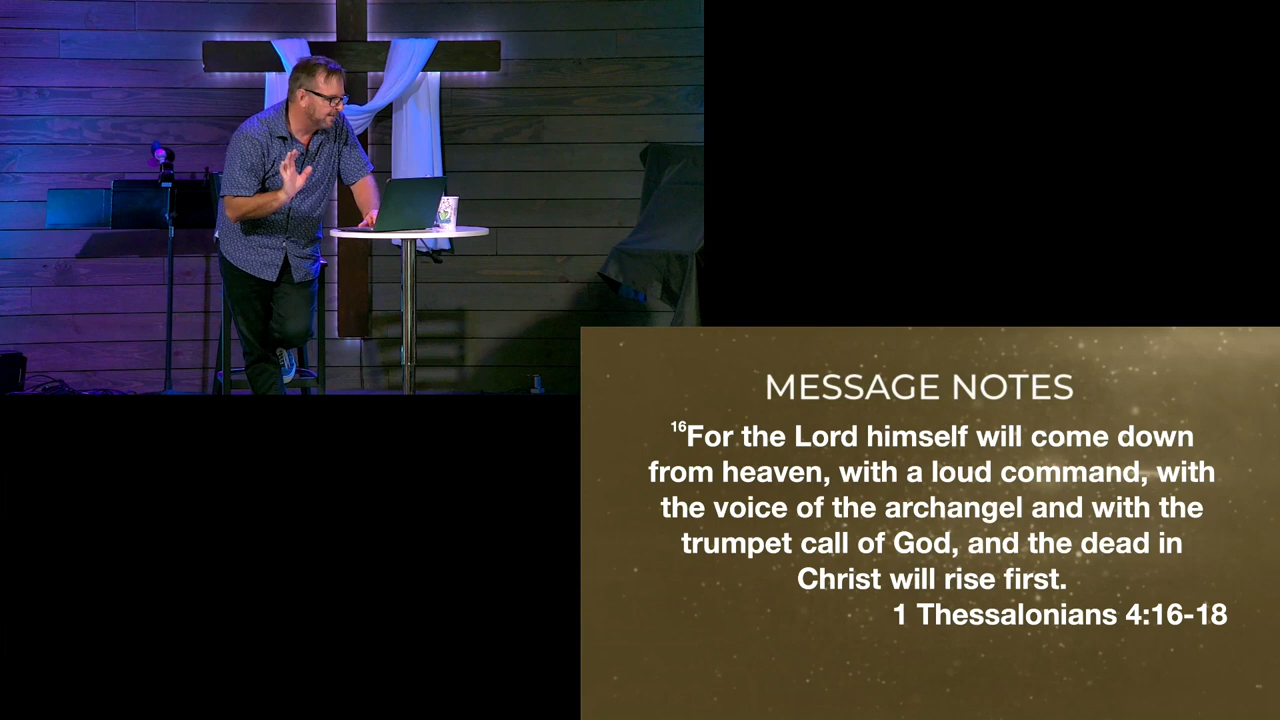 MESSAGE NOTES
16For the Lord himself will come down
from heaven, with a loud command, with
the voice of the archangel and with the
trumpet call of God, and the dead in
Christ will rise first.
1 Thessalonians 4:16-18